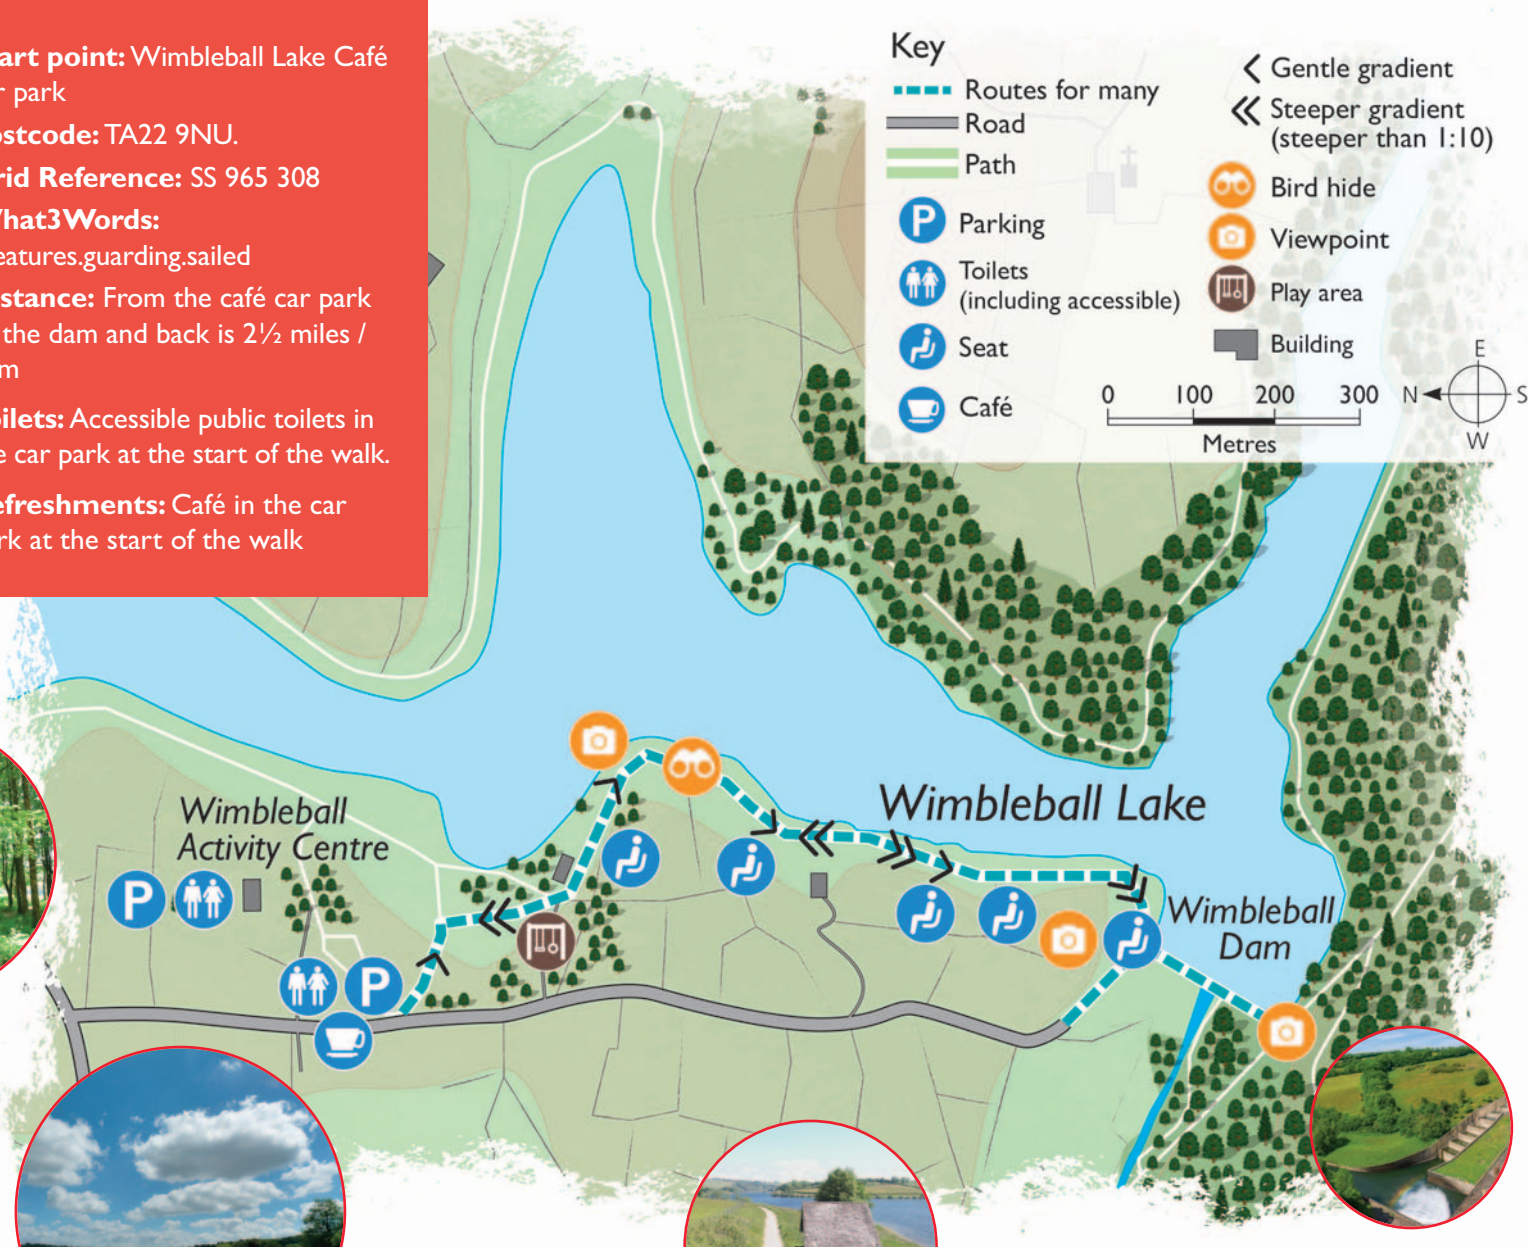 art point: Wimbleball Lake Café
r park
ostcode: TA22 9NU.
rid Reference: SS 965 308
hat3Words:
eatures.guarding.sailed
stance: From the café car park
the dam and back is 2½ miles /
m
ilets: Accessible public toilets in
e car park at the start of the walk.
efreshments: Café in the car
rk at the start of the walk
Key
Routes for many
Road
Path
P Parking
Toilets
(including accessible)
Seat
Café
Gentle gradient
Steeper gradient
(steeper than 1:10)
Bird hide
Viewpoint
Play area
Building
0 100 200 300
Metres
E
N S
W
Wimbleball
Activity Centre
P
P
Wimbleball Lake
Wimbleball
Dam